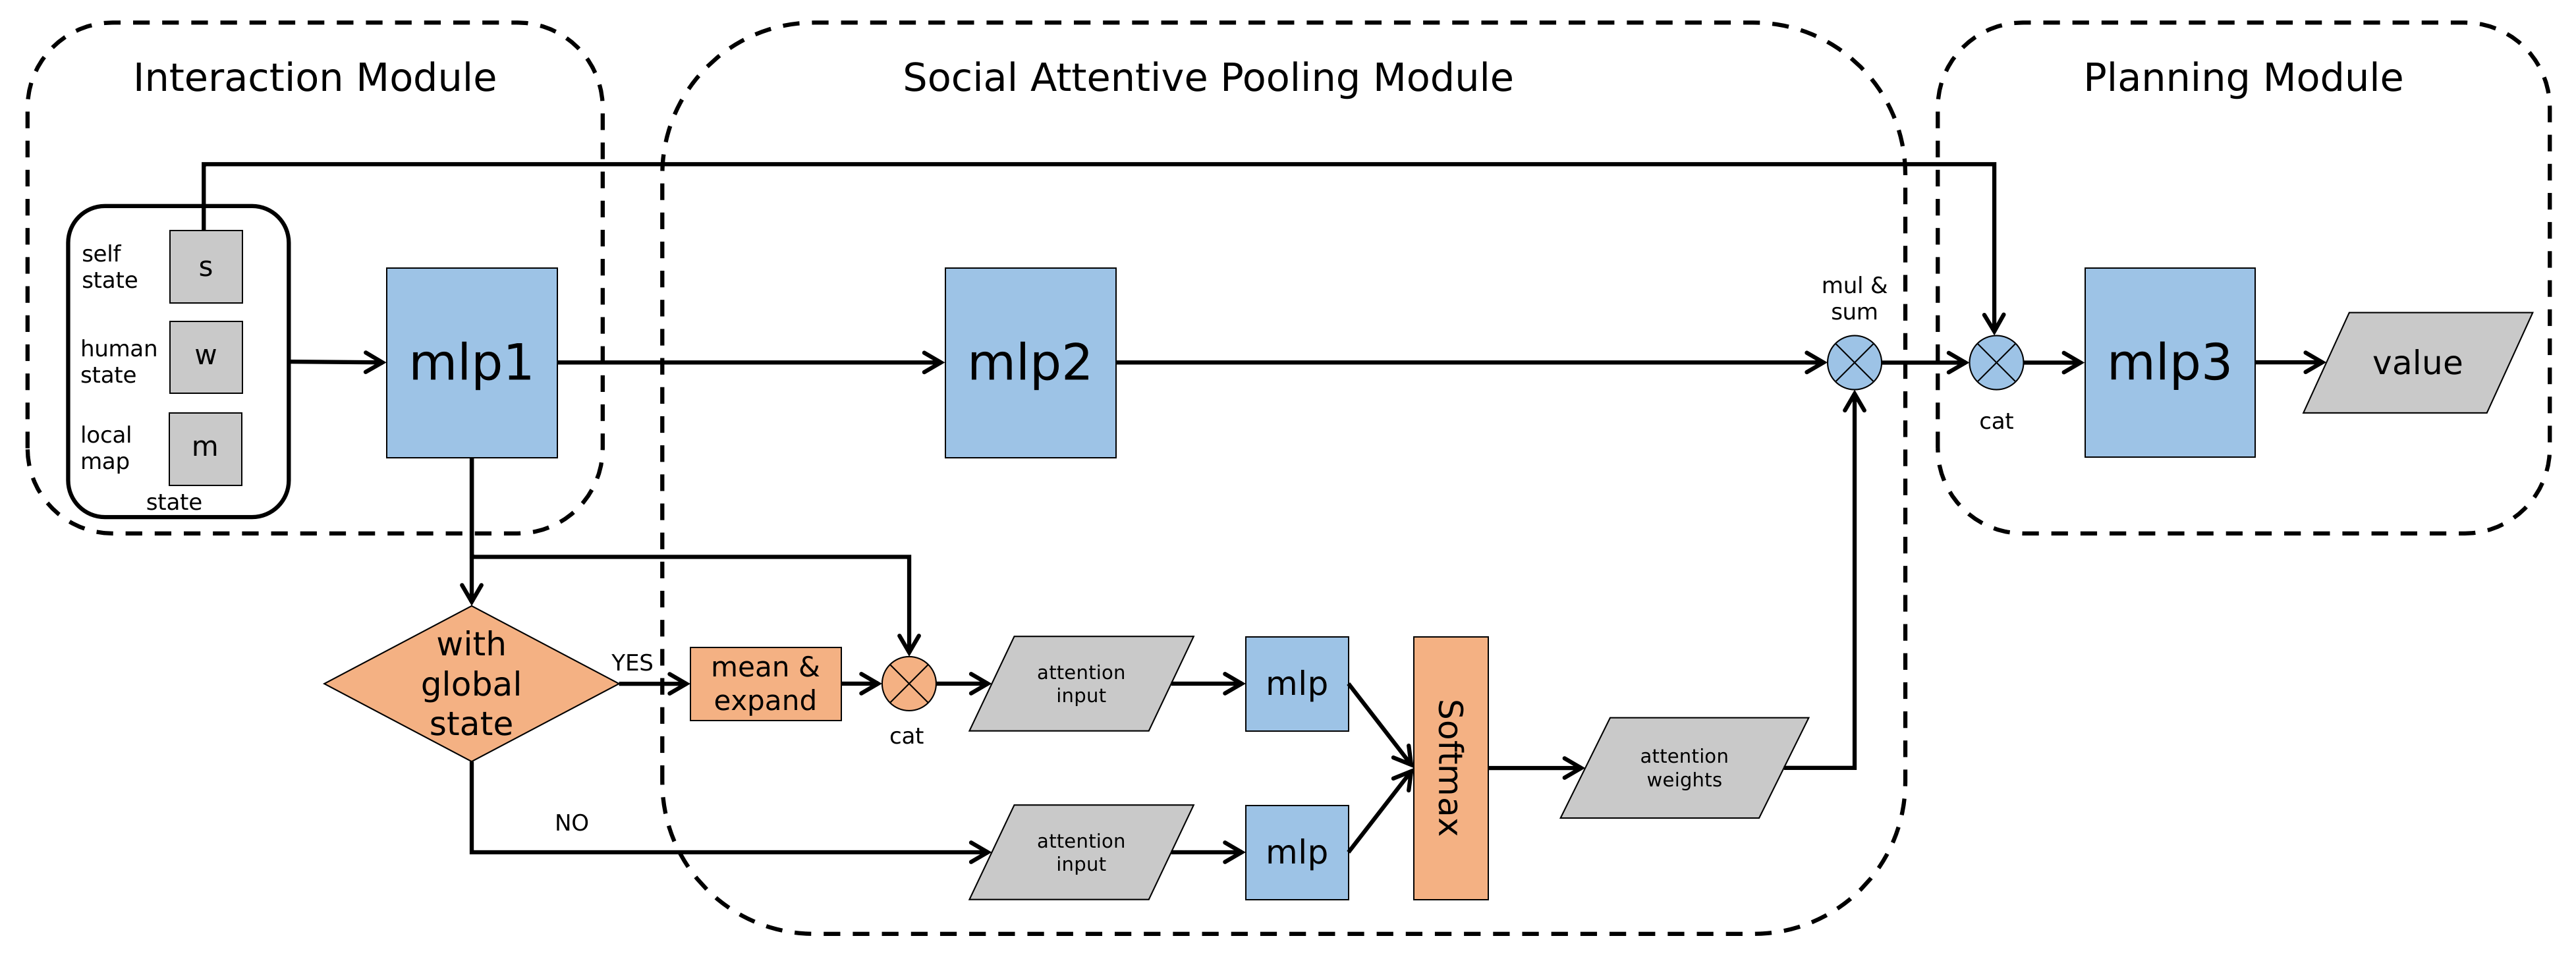 Interaction Module
Social Attentive Pooling Module
Planning Module
self
state
s
human
state
w
local
map
m
state
mlp1
mlp2
mul &
sum
cat
mlp3
value
with
global
state
YES
mean &
expand
cat
attention
input
mlp
Softmax
attention
weights
NO
attention
input
mlp